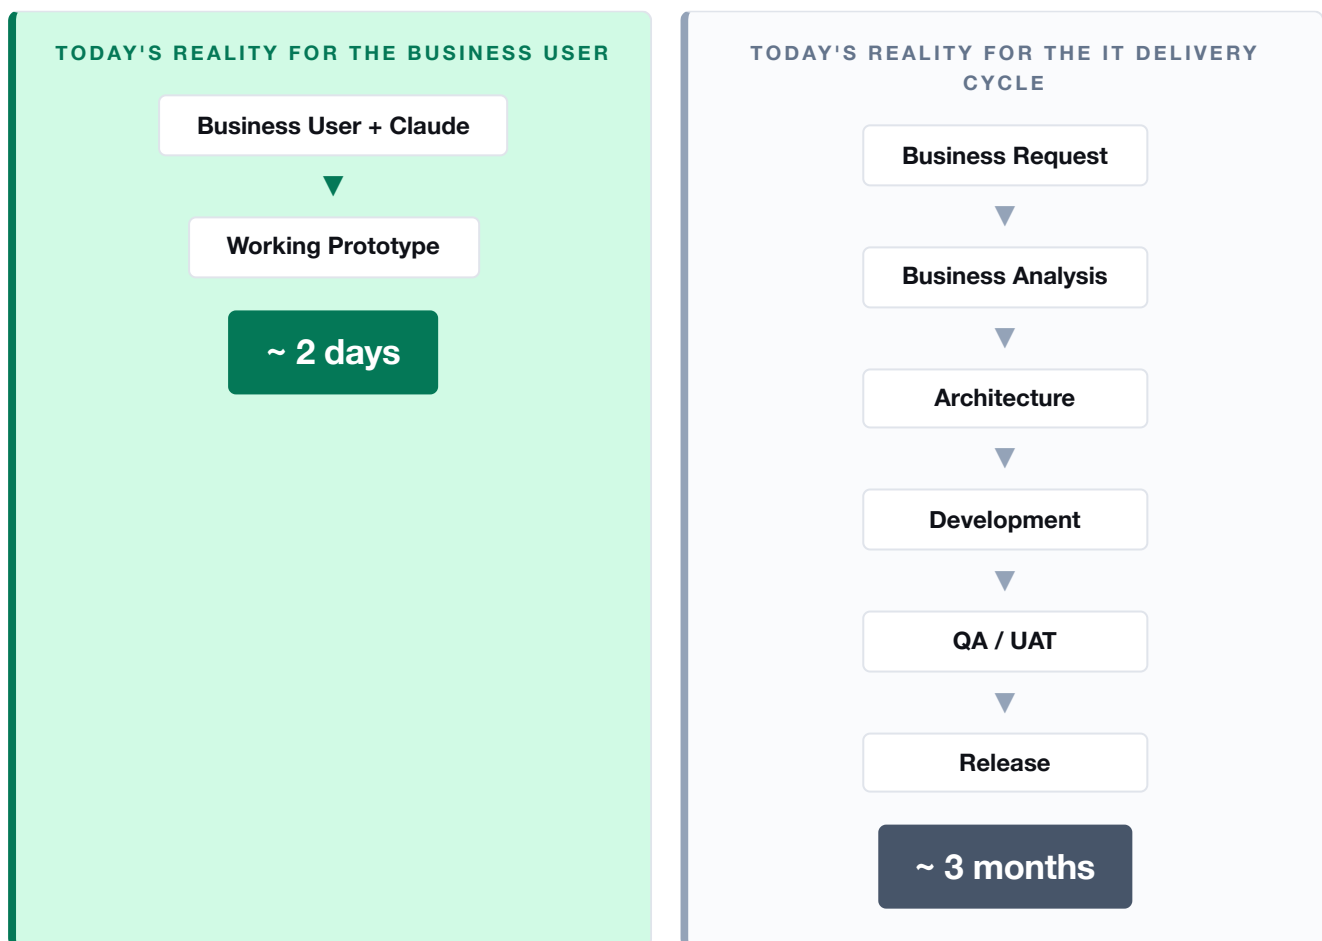 TODAY'S REALITY FOR THE BUSINESS USER
Business User + Claude
Working Prototype
~ 2 days
TODAY'S REALITY FOR THE IT DELIVERY
CYCLE
Business Request
Business Analysis
Architecture
Development
QA / UAT
Release
~ 3 months